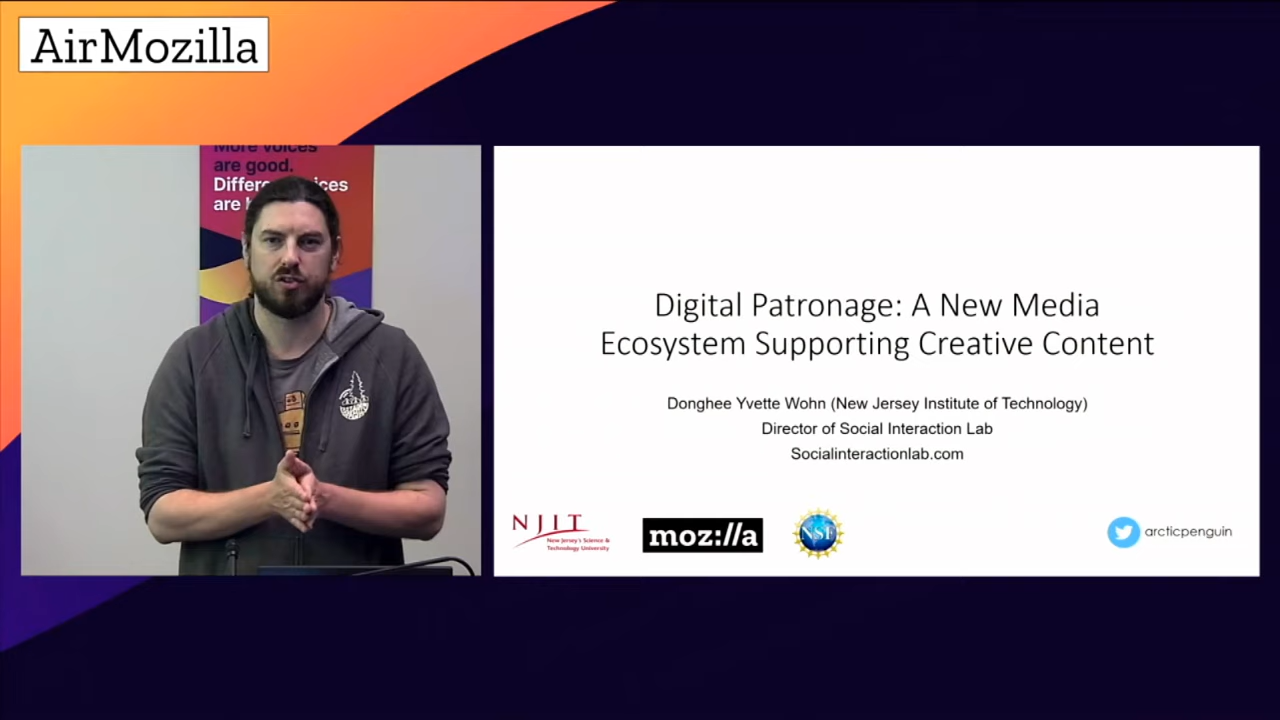 AirMozilla
More voices
are good.
Different voices
are
Digital Patronage: A New Media
Ecosystem Supporting Creative Content
Donghee Yvette Wohn (New Jersey Institute of Technology)
Director of Social Interaction Lab
Socialinteractionlab.com
NJIT
New Jersey's Science &
Technology University
moz://a
NSF
arcticpenguin